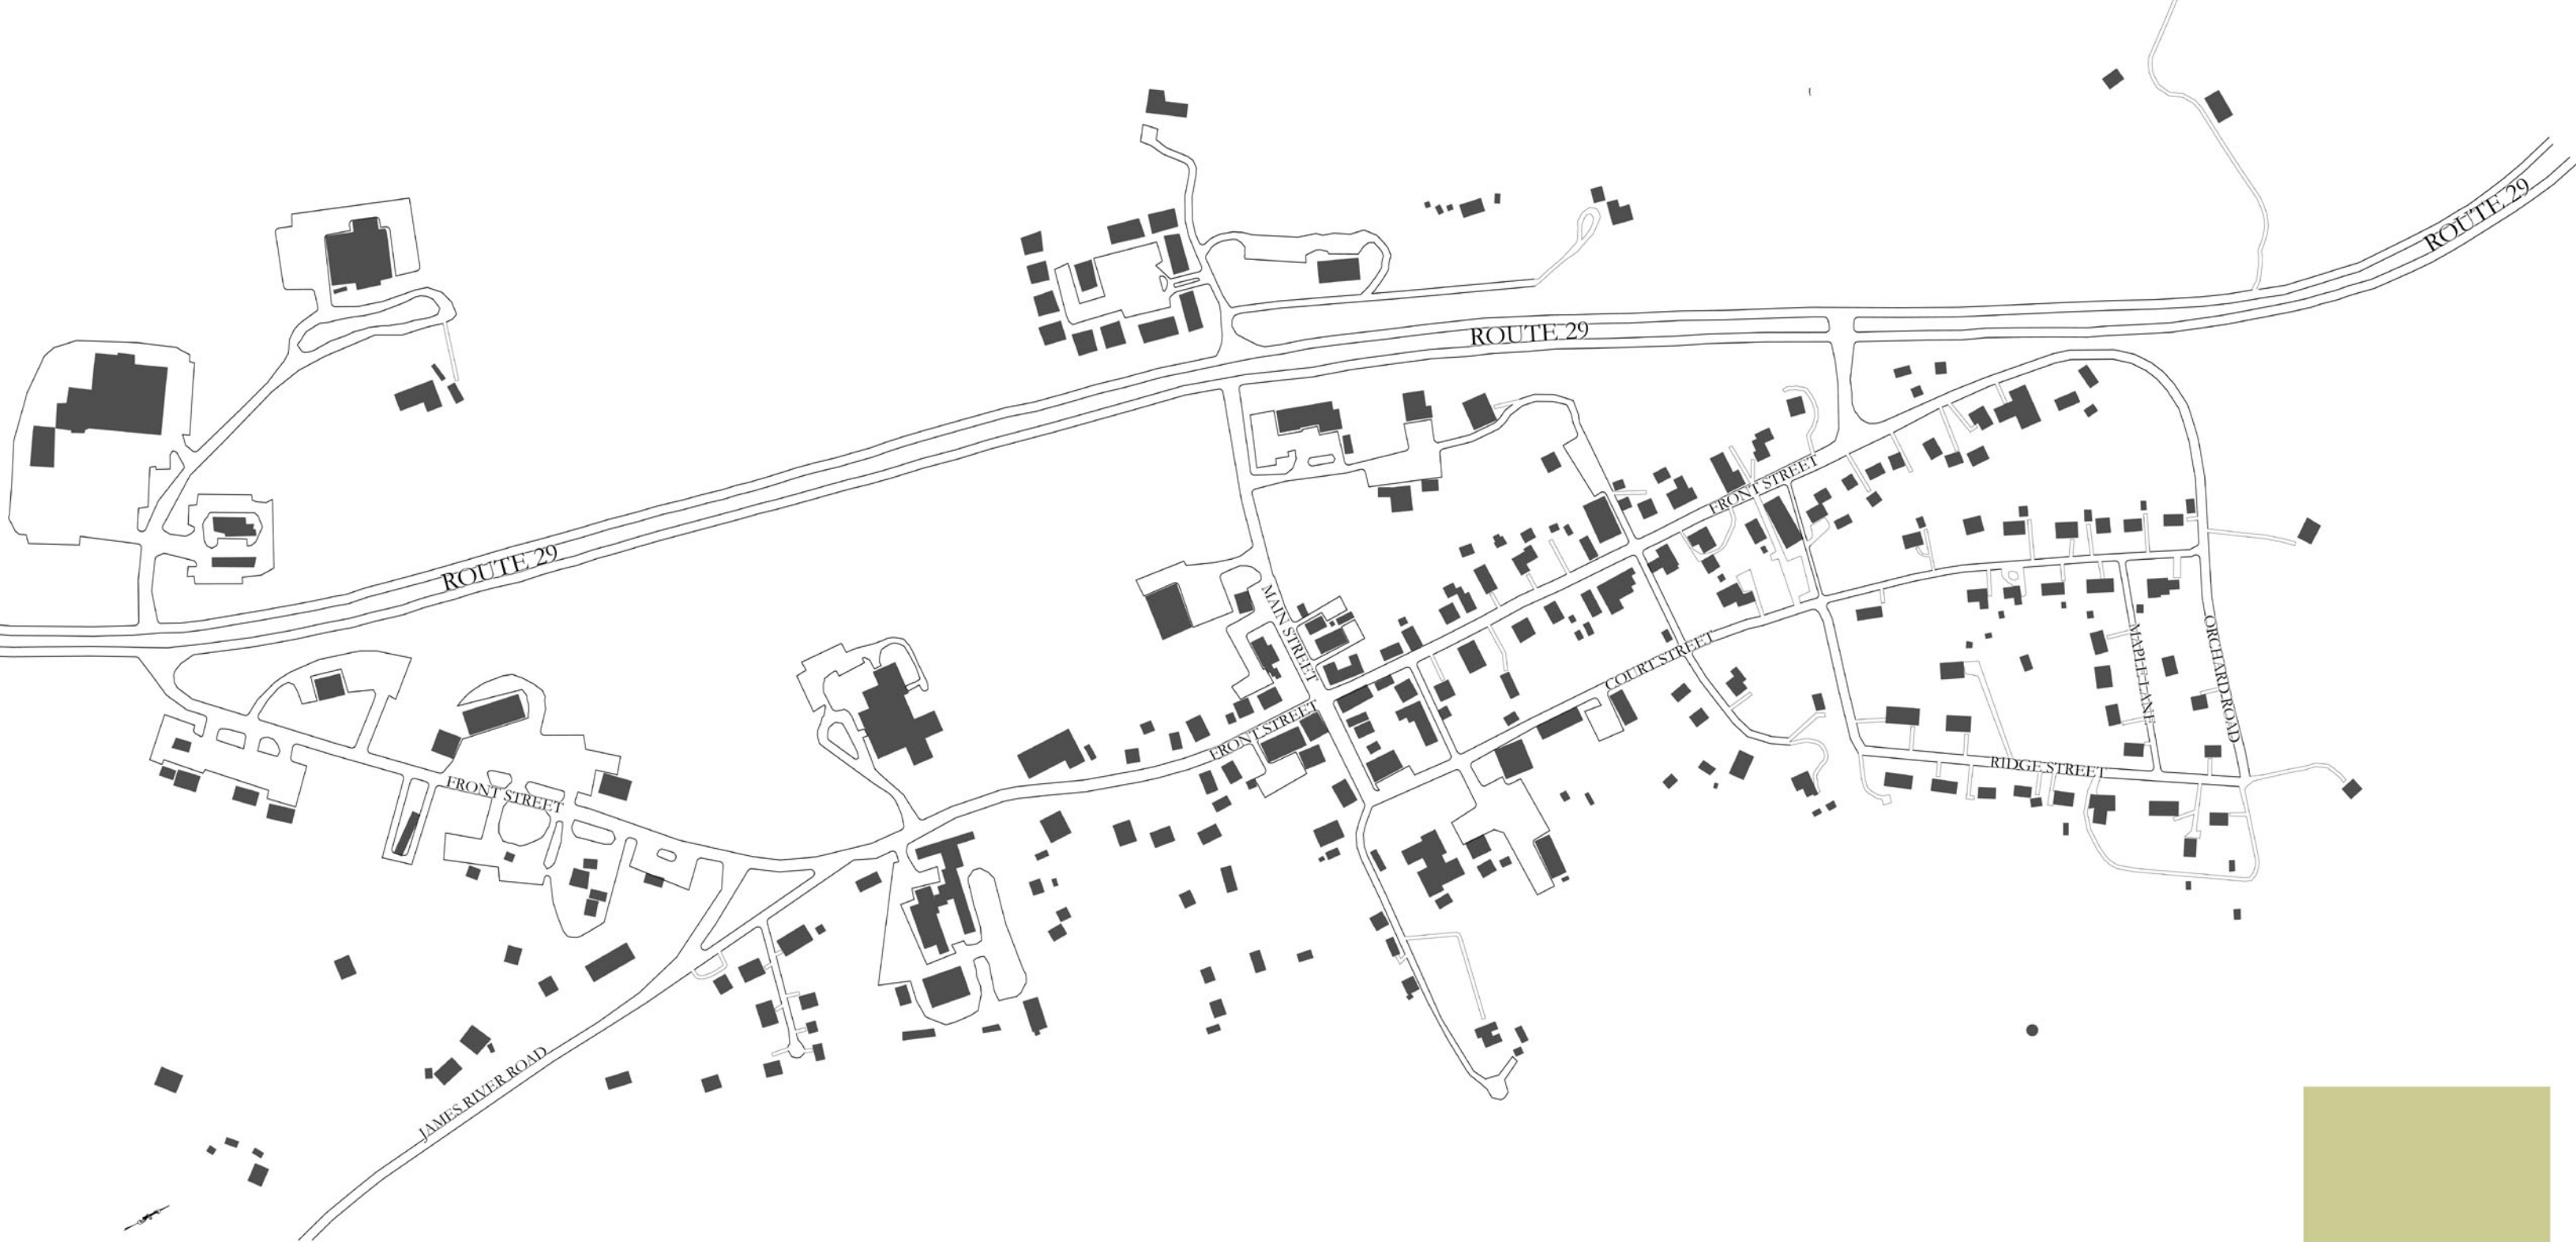 ROUTE 29
ROUTE 29
ROUTE 29
FRONT STREET
MAIN STREET
COURT STREET
MAPLE LANE
ORCHARD ROAD
FRONT STREET
RIDGE STREET
FRONT STREET
JAMES RIVER ROAD